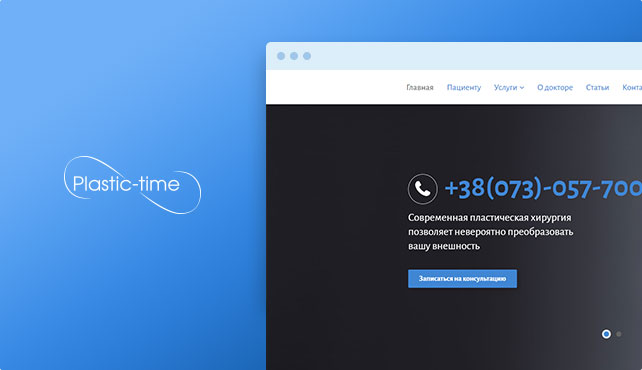 Plastic-time
Главная Пациенту Услуги О докторе Статьи Конта
+38(073)-057-700
Современная пластическая хирургия
позволяет невероятно преобразовать
вашу внешность
Записаться на консультацию